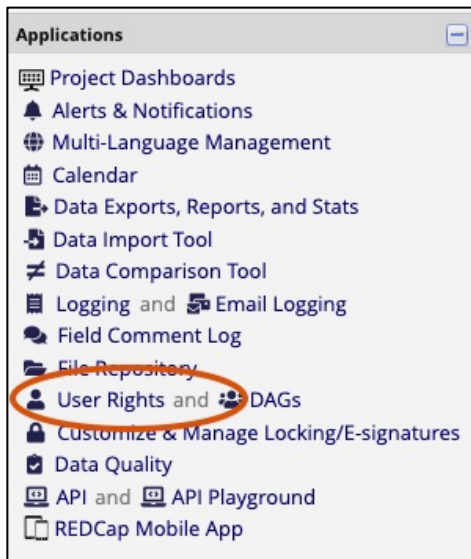 Applications
Project Dashboards
Alerts & Notifications
Multi-Language Management
Calendar
Data Exports, Reports, and Stats
Data Import Tool
Data Comparison Tool
Logging and Email Logging
Field Comment Log
File Repository
User Rights and DAGs
Customize & Manage Locking/E-signatures
Data Quality
API and API Playground
REDCap Mobile App